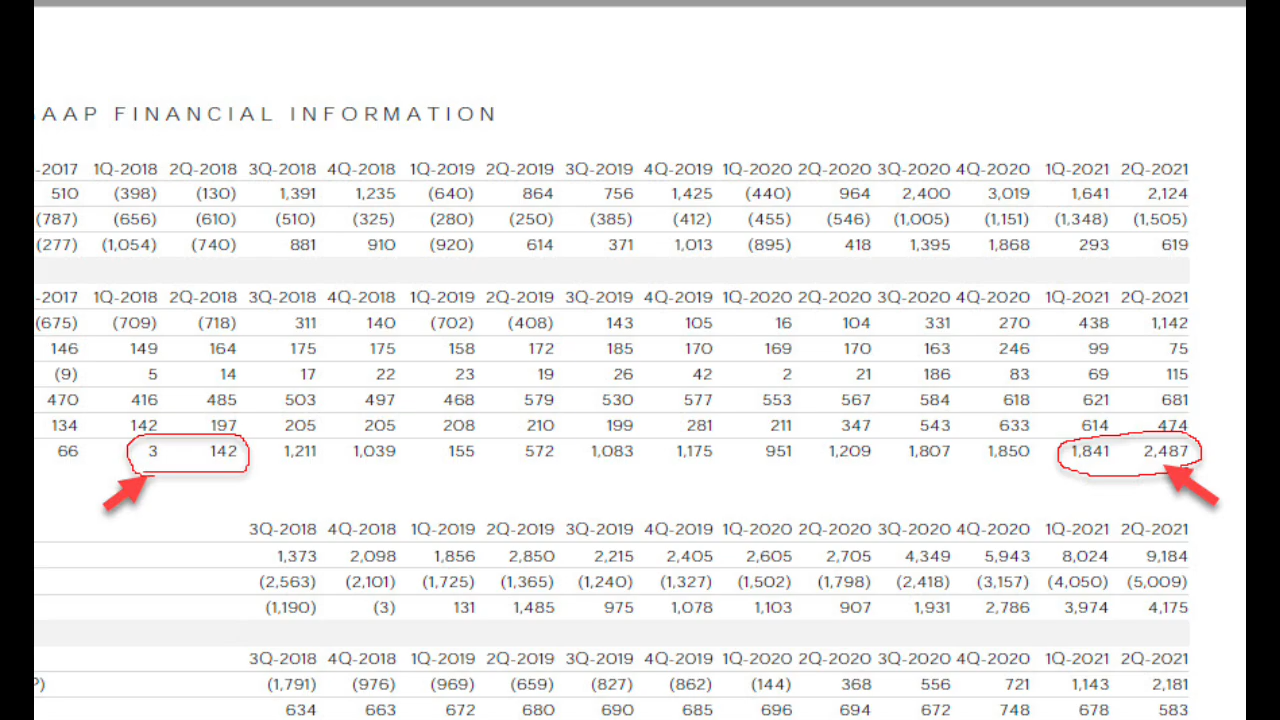 AAP FINANCIAL INFORMATION
-2017 1Q-2018 2Q-2018 3Q-2018 4Q-2018 1Q-2019 2Q-2019 3Q-2019 4Q-2019 1Q-2020 2Q-2020 3Q-2020 4Q-2020 1Q-2021 2Q-2021
510 (398) (130) 1,391 1,235 (640) 864 756 1,425 (440) 964 2,400 3,019 1,641 2,124
(787) (656) (610) (510) (325) (280) (250) (385) (412) (455) (546) (1,005) (1,151) (1,348) (1,505)
(277) (1,054) (740) 881 910 (920) 614 371 1,013 (895) 418 1,395 1,868 293 619
-2017 1Q-2018 2Q-2018 3Q-2018 4Q-2018 1Q-2019 2Q-2019 3Q-2019 4Q-2019 1Q-2020 2Q-2020 3Q-2020 4Q-2020 1Q-2021 2Q-2021
(675) (709) (718) 311 140 (702) (408) 143 105 16 104 331 270 438 1,142
146 149 164 175 175 158 172 185 170 169 170 163 246 99 75
(9) 5 14 17 22 23 19 26 42 2 21 186 83 69 115
470 416 485 503 497 468 579 530 577 553 567 584 618 621 681
134 142 197 205 205 208 210 199 281 211 347 543 633 614 474
66 3 142 1,211 1,039 155 572 1,083 1,175 951 1,209 1,807 1,850 1,841 2,487
3Q-2018 4Q-2018 1Q-2019 2Q-2019 3Q-2019 4Q-2019 1Q-2020 2Q-2020 3Q-2020 4Q-2020 1Q-2021 2Q-2021
1,373 2,098 1,856 2,850 2,215 2,405 2,605 2,705 4,349 5,943 8,024 9,184
(2,563) (2,101) (1,725) (1,365) (1,240) (1,327) (1,502) (1,798) (2,418) (3,157) (4,050) (5,009)
(1,190) (3) 131 1,485 975 1,078 1,103 907 1,931 2,786 3,974 4,175
3Q-2018 4Q-2018 1Q-2019 2Q-2019 3Q-2019 4Q-2019 1Q-2020 2Q-2020 3Q-2020 4Q-2020 1Q-2021 2Q-2021
P) (1,791) (976) (969) (659) (827) (862) (144) 368 556 721 1,143 2,181
634 663 672 680 690 685 696 694 672 748 678 583